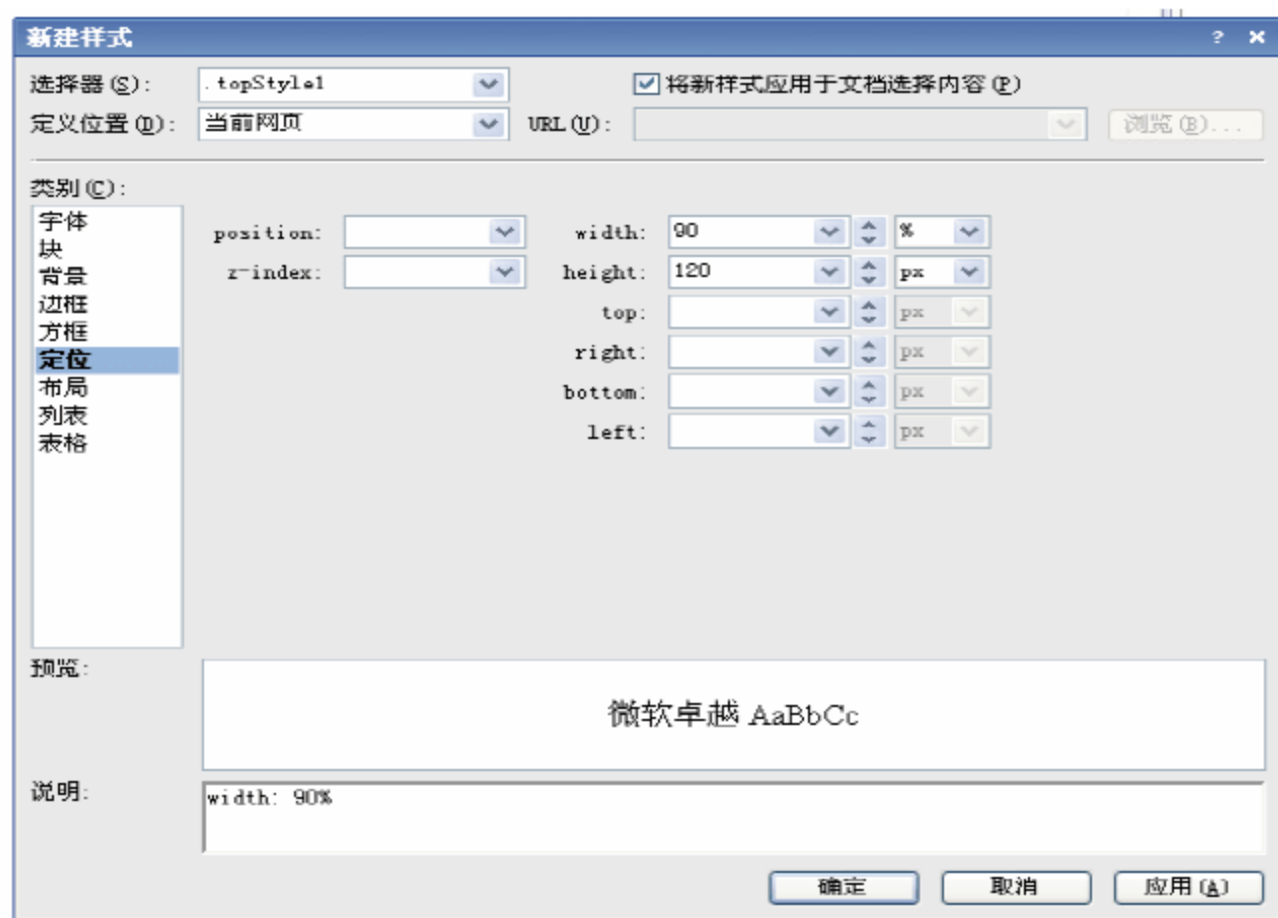 新建样式
选择器(S): .topStyle1 将新样式应用于文档选择内容(P)
定义位置(D): 当前网页 URL(U): 浏览(B)...
类别(C):
字体
块
背景
边框
方框
定位
布局
列表
表格
position: width: 90 %
z-index: height: 120 px
top: px
right: px
bottom: px
left: px
预览:
微软卓越 AaBbCc
说明:
width: 90%
确定 取消 应用(A)